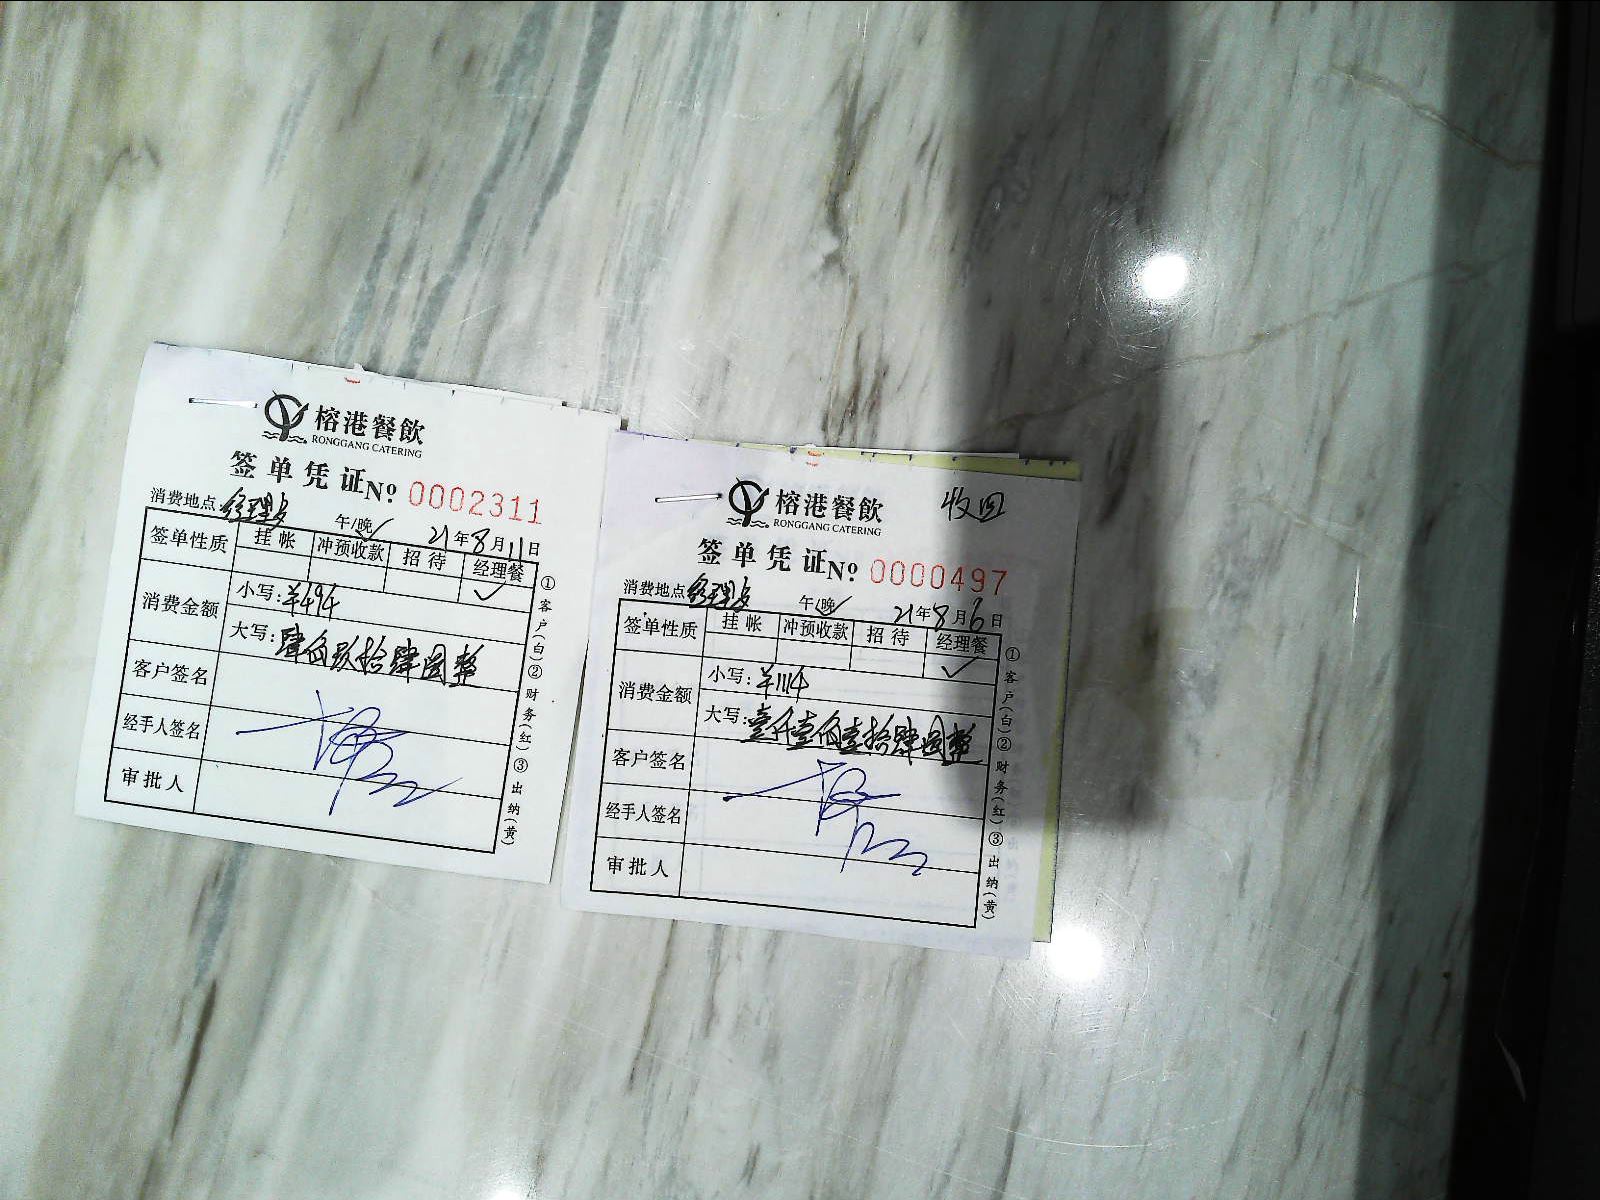 榕港餐飲
RONGGANG CATERING
签单凭证 No 0002311
消费地点
午/晚✓ 21年8月11日
签单性质 挂帐 冲预收款 招待 经理餐
✓
消费金额 小写:¥494
大写:肆佰玖拾肆圆整
客户签名
经手人签名
审批人
①客户(白)②财务(红)③出纳(黄)
收回
榕港餐飲
RONGGANG CATERING
签单凭证 No 0000497
消费地点
午/晚✓ 21年8月6日
签单性质 挂帐 冲预收款 招待 经理餐
✓
消费金额 小写:¥1114
大写:壹仟壹佰壹拾肆圆整
客户签名
经手人签名
审批人
①客户(白)②财务(红)③出纳(黄)